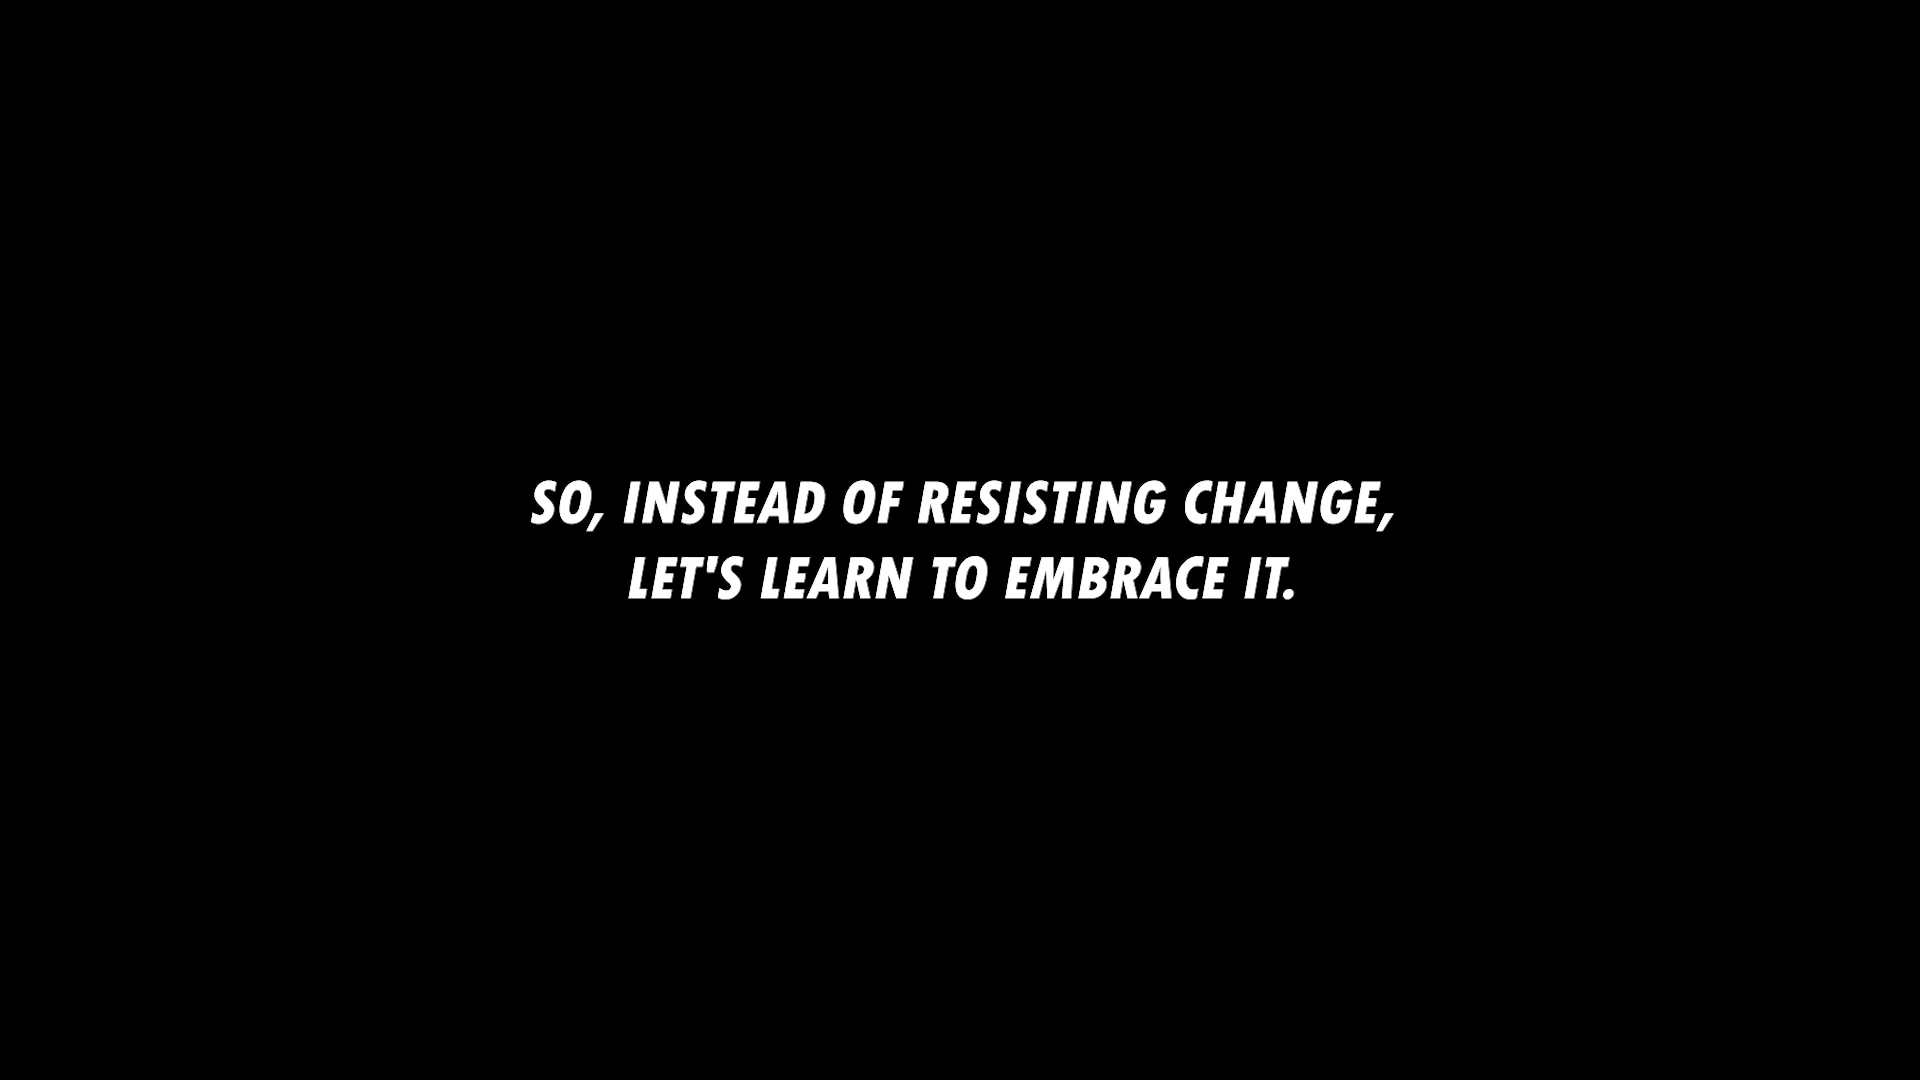 SO, INSTEAD OF RESISTING CHANGE,
LET'S LEARN TO EMBRACE IT.